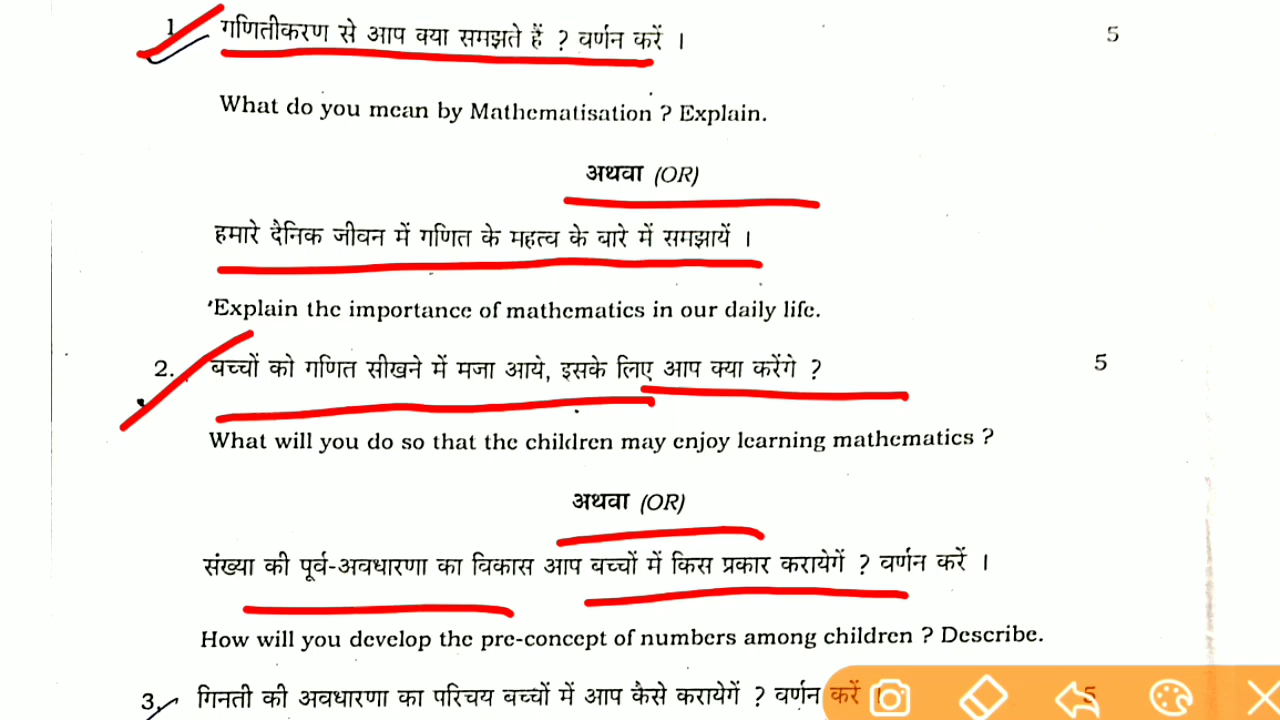 1. गणितीकरण से आप क्या समझते हैं ? वर्णन करें । 5
What do you mean by Mathematisation ? Explain.
अथवा (OR)
हमारे दैनिक जीवन में गणित के महत्व के बारे में समझायें ।
Explain the importance of mathematics in our daily life.
2. बच्चों को गणित सीखने में मजा आये, इसके लिए आप क्या करेंगे ? 5
What will you do so that the children may enjoy learning mathematics ?
अथवा (OR)
संख्या की पूर्व-अवधारणा का विकास आप बच्चों में किस प्रकार करायेगें ? वर्णन करें ।
How will you develop the pre-concept of numbers among children ? Describe.
3. गिनती की अवधारणा का परिचय बच्चों में आप कैसे करायेगें ? वर्णन करें । 5